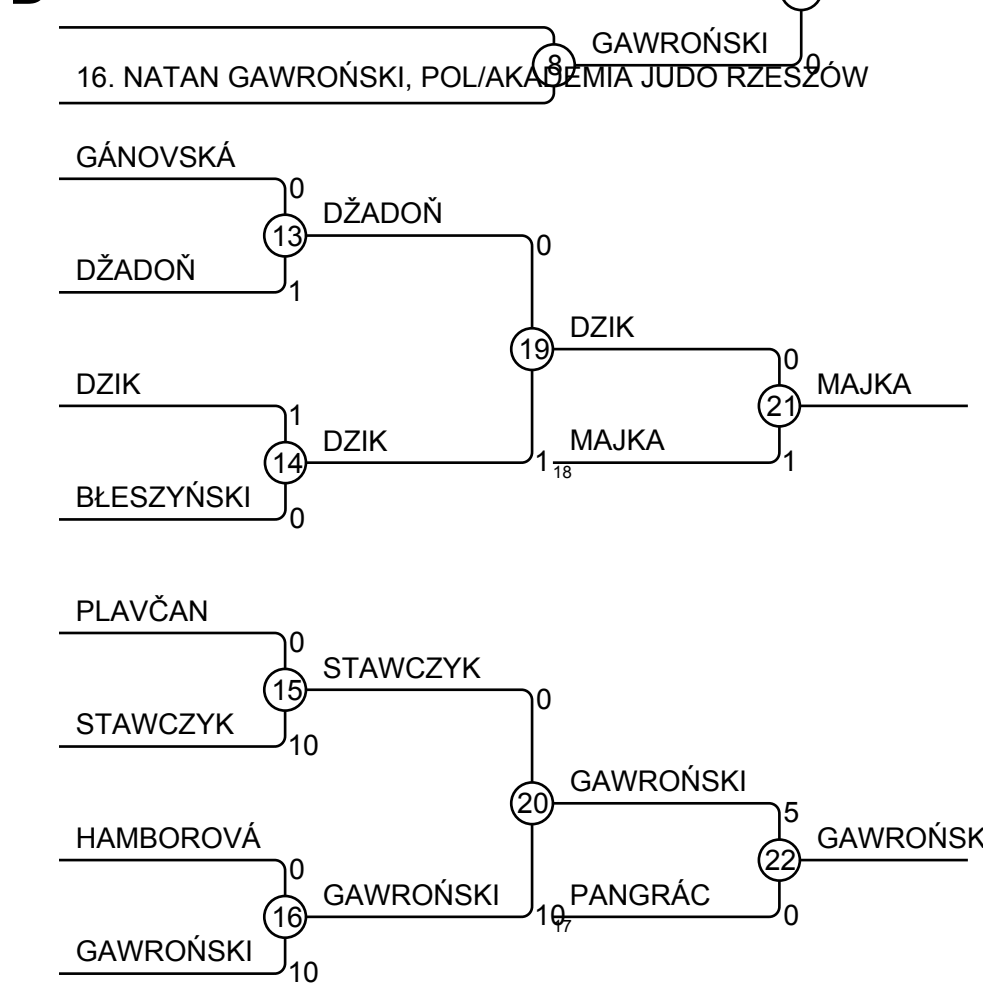 GAWROŃSKI
8
0
16. NATAN GAWROŃSKI, POL/AKADEMIA JUDO RZESZÓW
GÁNOVSKÁ
0
DŽADOŇ
13
0
DŽADOŇ
1
DZIK
19
0
DZIK
MAJKA
1
21
DZIK
MAJKA
14
1
18
1
BŁESZYŃSKI
0
PLAVČAN
0
STAWCZYK
15
0
STAWCZYK
10
GAWROŃSKI
20
5
HAMBOROVÁ
GAWROŃSK
0
22
GAWROŃSKI
PANGRÁC
16
10
17
0
GAWROŃSKI
10